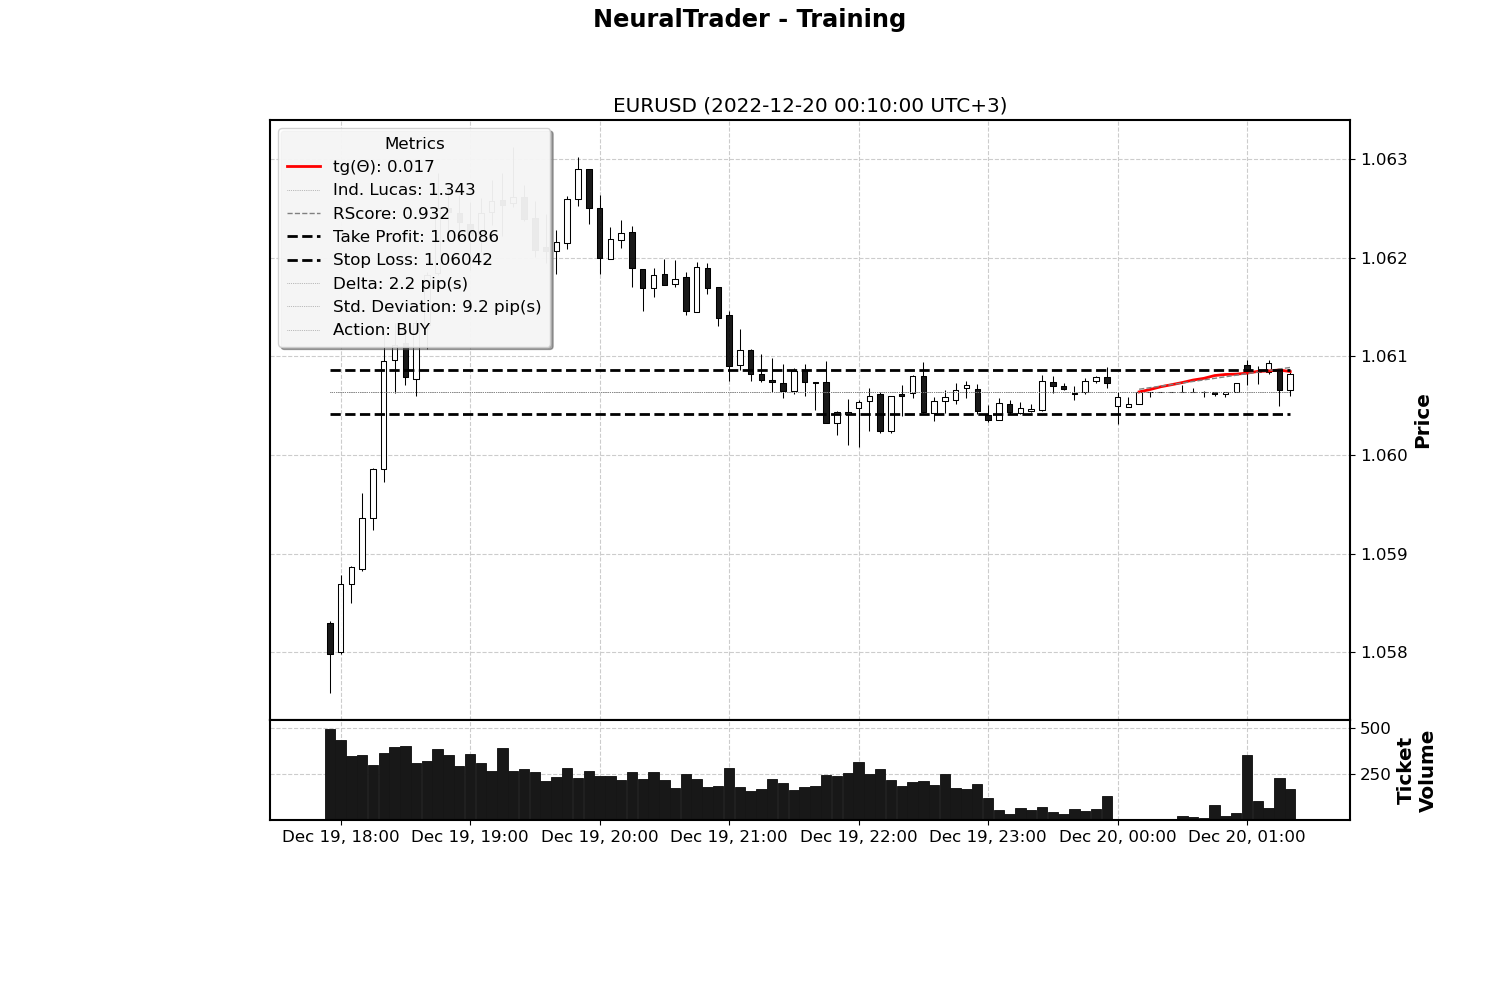 NeuralTrader - Training
EURUSD (2022-12-20 00:10:00 UTC+3)
Metrics
tg(Θ): 0.017
Ind. Lucas: 1.343
RScore: 0.932
Take Profit: 1.06086
Stop Loss: 1.06042
Delta: 2.2 pip(s)
Std. Deviation: 9.2 pip(s)
Action: BUY
1.063
1.062
1.061
1.060
1.059
1.058
Price
500
250
Ticket
Volume
Dec 19, 18:00 Dec 19, 19:00 Dec 19, 20:00 Dec 19, 21:00 Dec 19, 22:00 Dec 19, 23:00 Dec 20, 00:00 Dec 20, 01:00